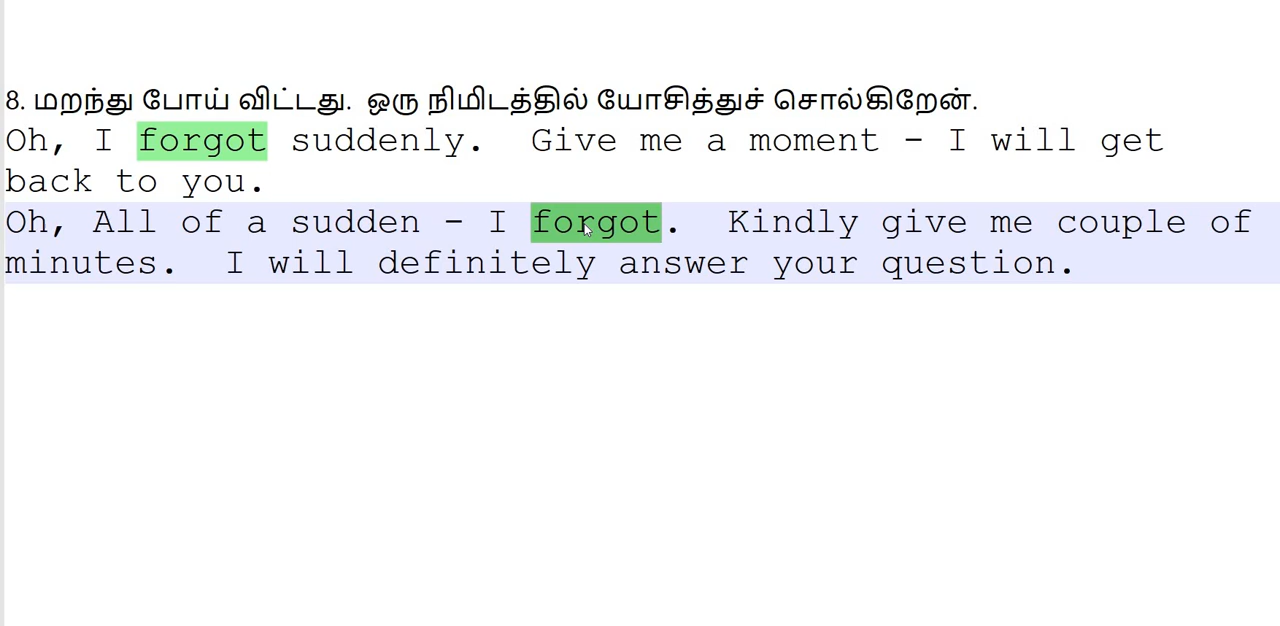 8. மறந்து போய் விட்டது.  ஒரு நிமிடத்தில் யோசித்துச் சொல்கிறேன்.
Oh, I forgot suddenly.  Give me a moment - I will get
back to you.
Oh, All of a sudden - I forgot.  Kindly give me couple of
minutes.  I will definitely answer your question.